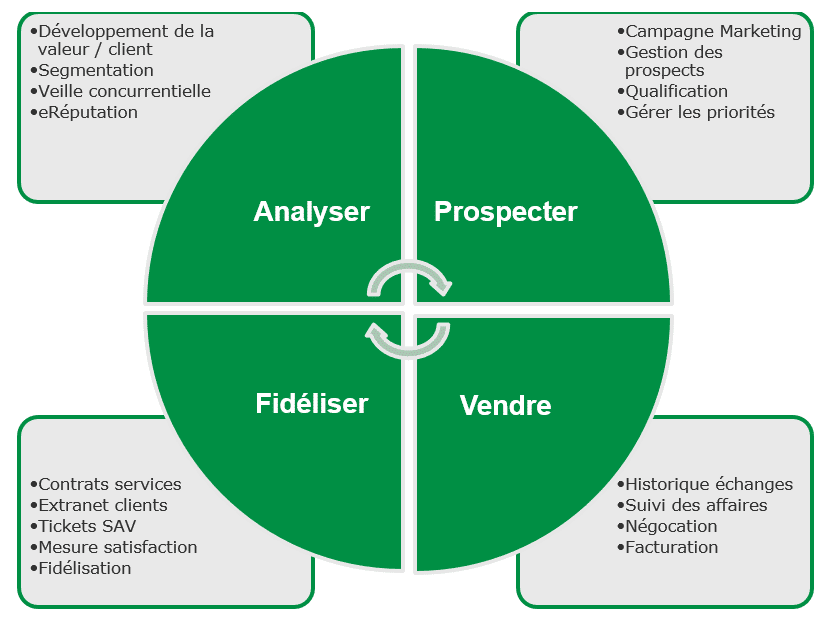 •Développement de la
valeur / client
•Segmentation
•Veille concurrentielle
•eRéputation
•Campagne Marketing
•Gestion des
prospects
•Qualification
•Gérer les priorités
Analyser
Prospecter
Fidéliser
Vendre
•Contrats services
•Extranet clients
•Tickets SAV
•Mesure satisfaction
•Fidélisation
•Historique échanges
•Suivi des affaires
•Négocation
•Facturation